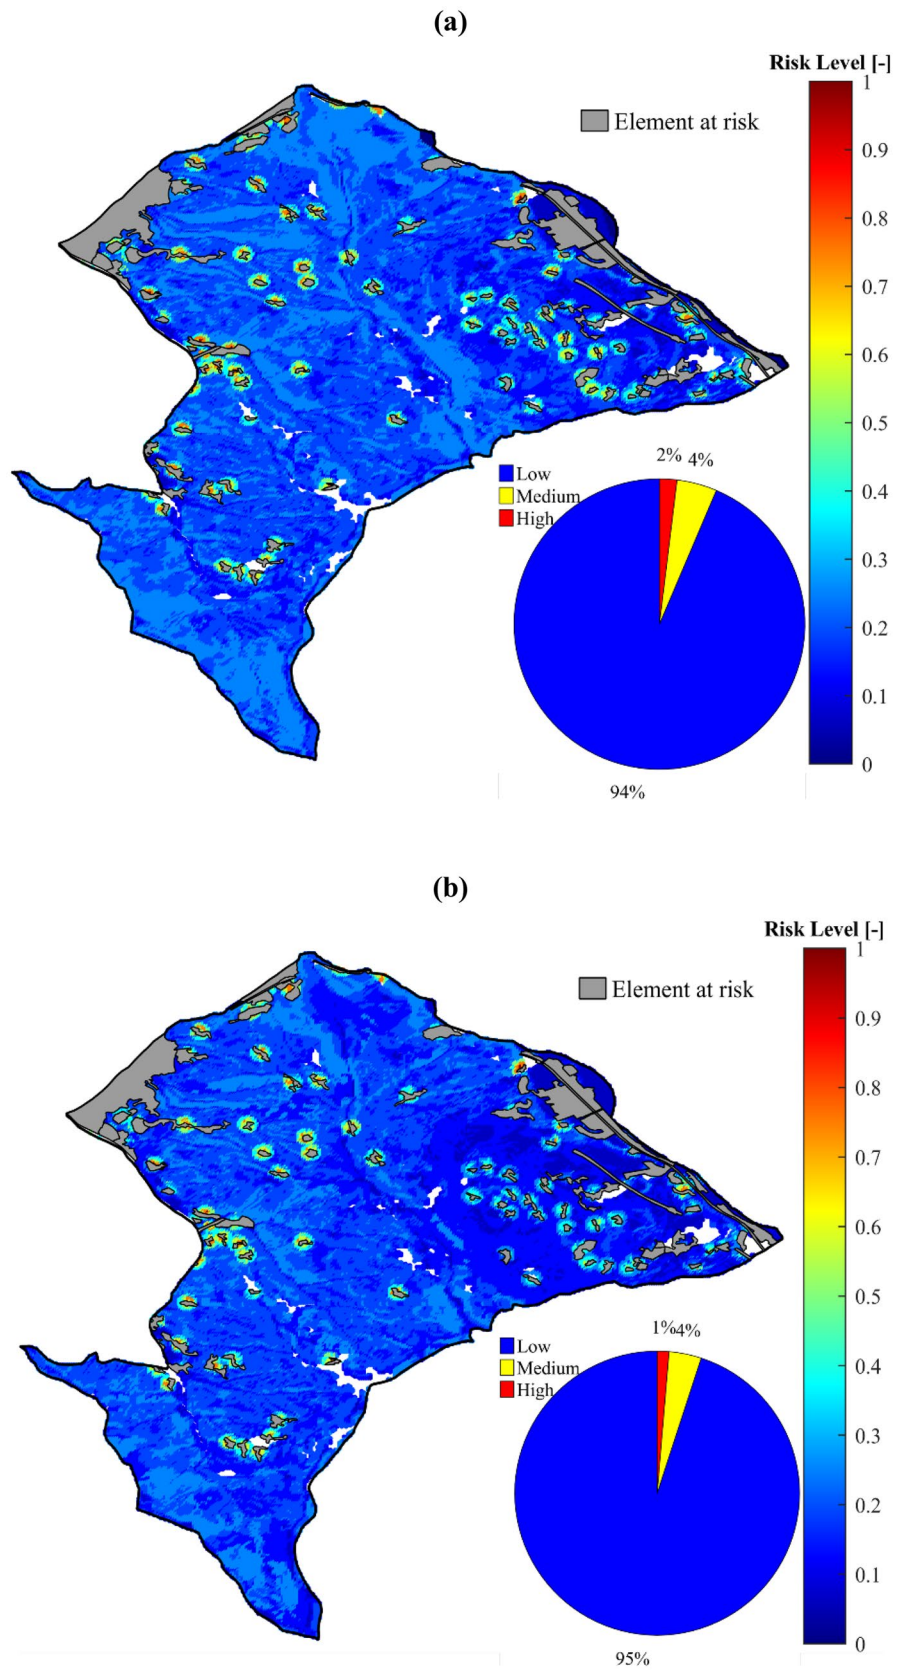 (a)
Risk Level [-]
Element at risk
1
0.9
0.8
0.7
0.6
0.5
0.4
0.3
0.2
0.1
0
2% 4%
Low
Medium
High
94%
(b)
Risk Level [-]
Element at risk
1
0.9
0.8
0.7
0.6
0.5
0.4
0.3
0.2
0.1
0
1%4%
Low
Medium
High
95%